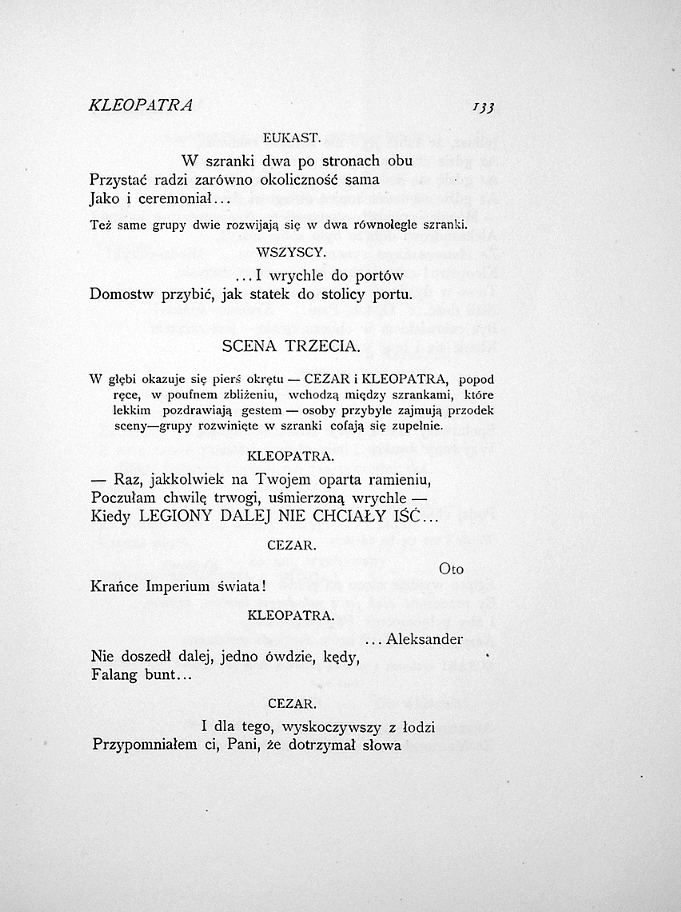 KLEOPATRA 133
EUKAST.
W szranki dwa po stronach obu
Przystać radzi zarówno okoliczność sama
Jako i ceremoniał...
Też same grupy dwie rozwijają się w dwa równoległe szranki.
WSZYSCY.
...I wrychle do portów
Domostw przybić, jak statek do stolicy portu.
SCENA TRZECIA.
W głębi okazuje się pierś okrętu — CEZAR i KLEOPATRA, popod
ręce, w poufnem zbliżeniu, wchodzą między szrankami, które
lekkim pozdrawiają gestem — osoby przybyłe zajmują przodek
sceny—grupy rozwinięte w szranki cofają się zupełnie.
KLEOPATRA.
— Raz, jakkolwiek na Twojem oparta ramieniu,
Poczułam chwilę trwogi, uśmierzoną wrychle —
Kiedy LEGIONY DALEJ NIE CHCIAŁY IŚĆ...
CEZAR.
Oto
Krańce Imperium świata!
KLEOPATRA.
...Aleksander
Nie doszedł dalej, jedno ówdzie, kędy,
Falang bunt...
CEZAR.
I dla tego, wyskoczywszy z łodzi
Przypomniałem ci, Pani, że dotrzymał słowa